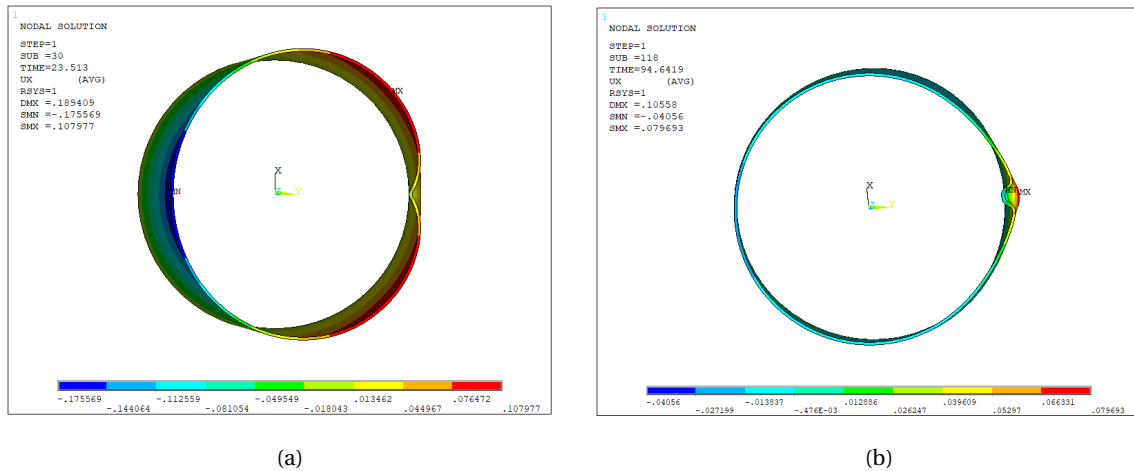 1
NODAL SOLUTION
STEP=1
SUB =30
TIME=23.513
UX (AVG)
RSYS=1
DMX =.189409
SMN =-.175569
SMX =.107977
MX
X
MN
Z Y
-.175569 -.112559 -.049549 .013462 .076472
-.144064 -.081054 -.018043 .044967 .107977
(a)
1
NODAL SOLUTION
STEP=1
SUB =118
TIME=94.6419
UX (AVG)
RSYS=1
DMX =.10558
SMN =-.04056
SMX =.079693
X
MX
Z Y
-.04056 -.013837 .012886 .039609 .066331
-.027199 -.476E-03 .026247 .05297 .079693
(b)